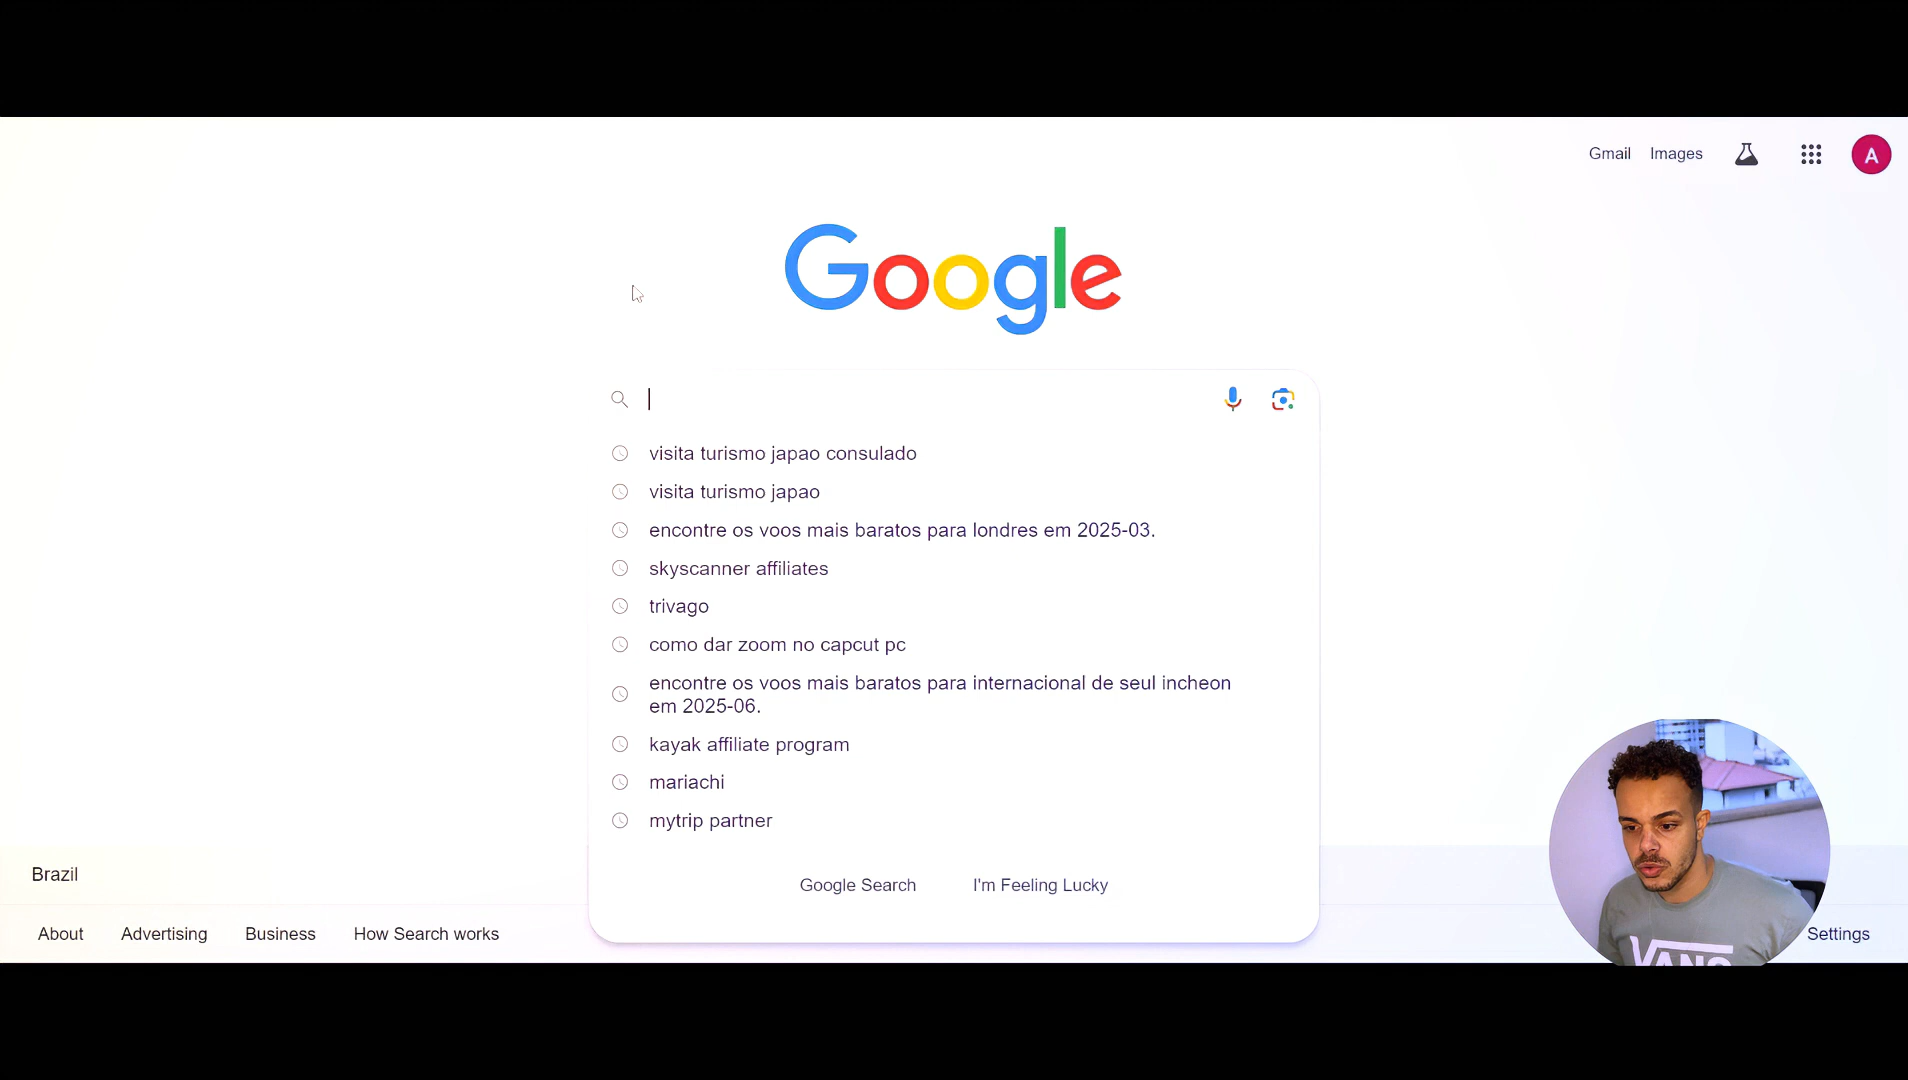 Gmail Images
A
Google
visita turismo japao consulado
visita turismo japao
encontre os voos mais baratos para londres em 2025-03.
skyscanner affiliates
trivago
como dar zoom no capcut pc
encontre os voos mais baratos para internacional de seul incheon
em 2025-06.
kayak affiliate program
mariachi
mytrip partner
Google Search I'm Feeling Lucky
Brazil
About Advertising Business How Search works Settings
VANS